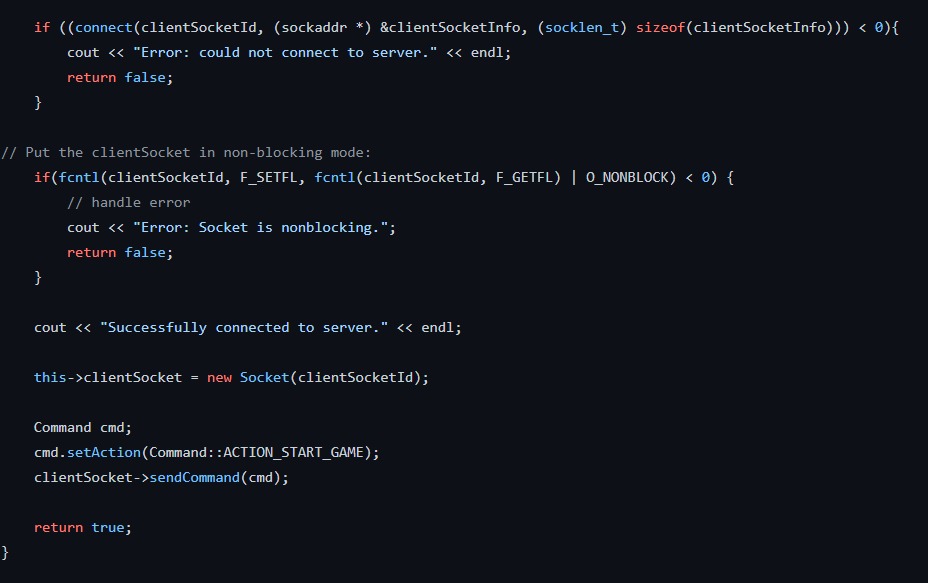 if ((connect(clientSocketId, (sockaddr *) &clientSocketInfo, (socklen_t) sizeof(clientSocketInfo))) < 0){
        cout << "Error: could not connect to server." << endl;
        return false;
    }
// Put the clientSocket in non-blocking mode:
    if(fcntl(clientSocketId, F_SETFL, fcntl(clientSocketId, F_GETFL) | O_NONBLOCK) < 0) {
        // handle error
        cout << "Error: Socket is nonblocking.";
        return false;
    }
    cout << "Successfully connected to server." << endl;
    this->clientSocket = new Socket(clientSocketId);
    Command cmd;
    cmd.setAction(Command::ACTION_START_GAME);
    clientSocket->sendCommand(cmd);
    return true;
}